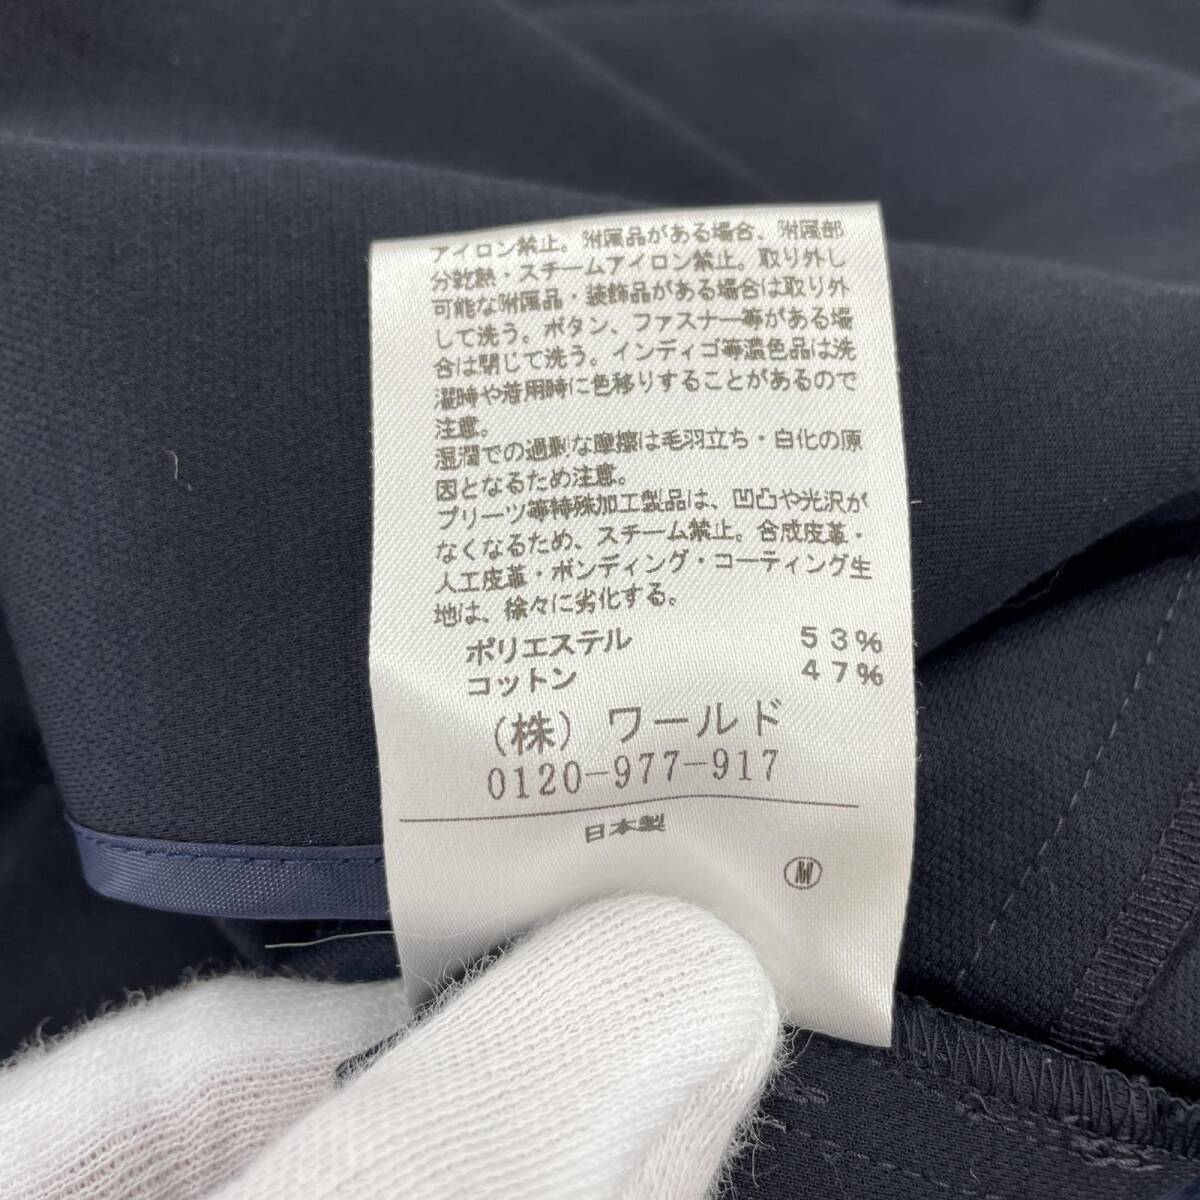 アイロン禁止。附属品がある場合、附属部
分乾熱・スチームアイロン禁止。取り外し
可能な附属品・装飾品がある場合は取り外
して洗う。ボタン、ファスナー等がある場
合は閉じて洗う。インディゴ等濃色品は洗
濯時や着用時に色移りすることがあるので
注意。
湿潤での過剰な摩擦は毛羽立ち・白化の原
因となるため注意。
プリーツ等特殊加工製品は、凹凸や光沢が
なくなるため、スチーム禁止。合成皮革・
人工皮革・ボンディング・コーティング生
地は、徐々に劣化する。
ポリエステル 53%
コットン 47%
(株) ワールド
0120-977-917
日本製
M